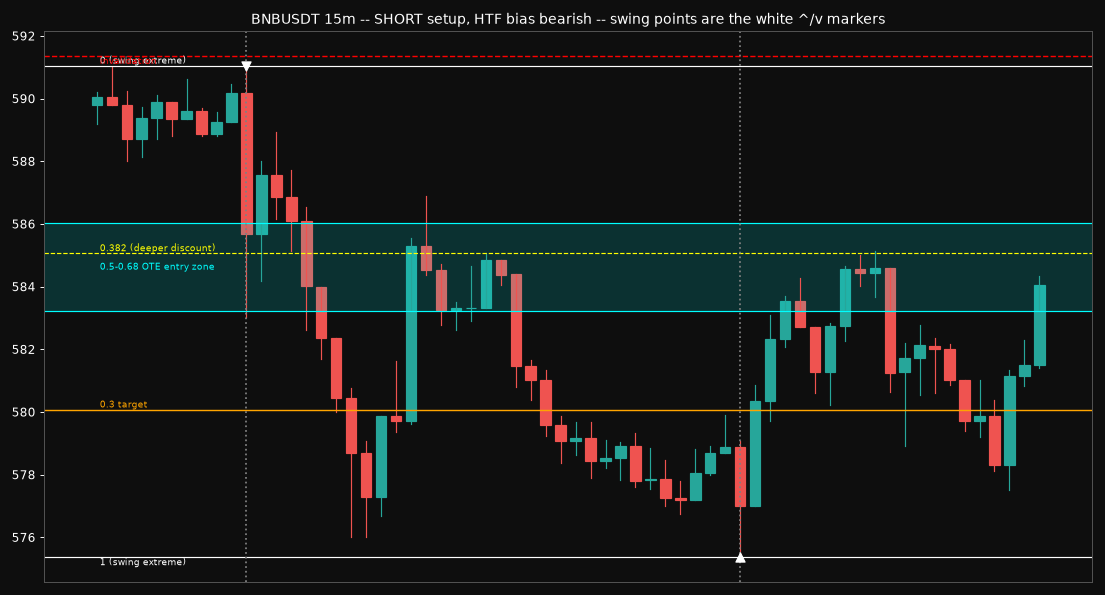 BNBUSDT 15m -- SHORT setup, HTF bias bearish -- swing points are the white ^/v markers
592
0 (swing extreme)
590
588
586
0.382 (deeper discount)
0.5-0.68 OTE entry zone
584
582
0.3 target
580
578
576
1 (swing extreme)